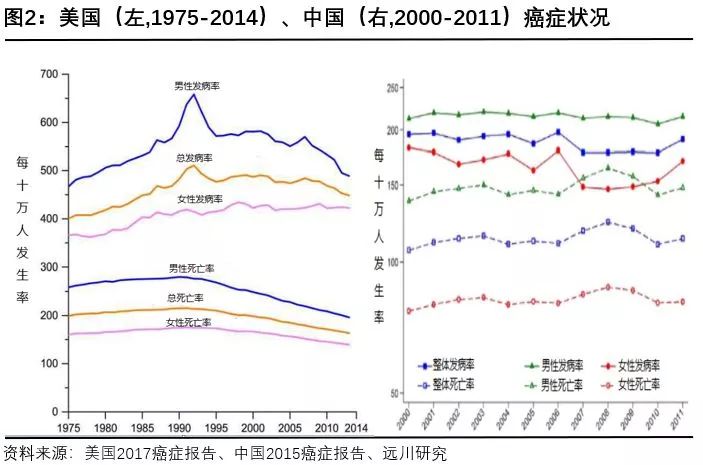 图2：美国（左,1975-2014）、中国（右,2000-2011）癌症状况
700
600
500
400
300
200
100
0
每十万人发生率
男性发病率
总发病率
女性发病率
男性死亡率
总死亡率
女性死亡率
1975
1980
1985
1990
1995
2000
2005
2010
2014
250
200
150
100
50
每十万人发生率
整体发病率 男性发病率 女性发病率
整体死亡率 男性死亡率 女性死亡率
2000
2001
2002
2003
2004
2005
2006
2007
2008
2009
2010
2011
资料来源：美国2017癌症报告、中国2015癌症报告、远川研究